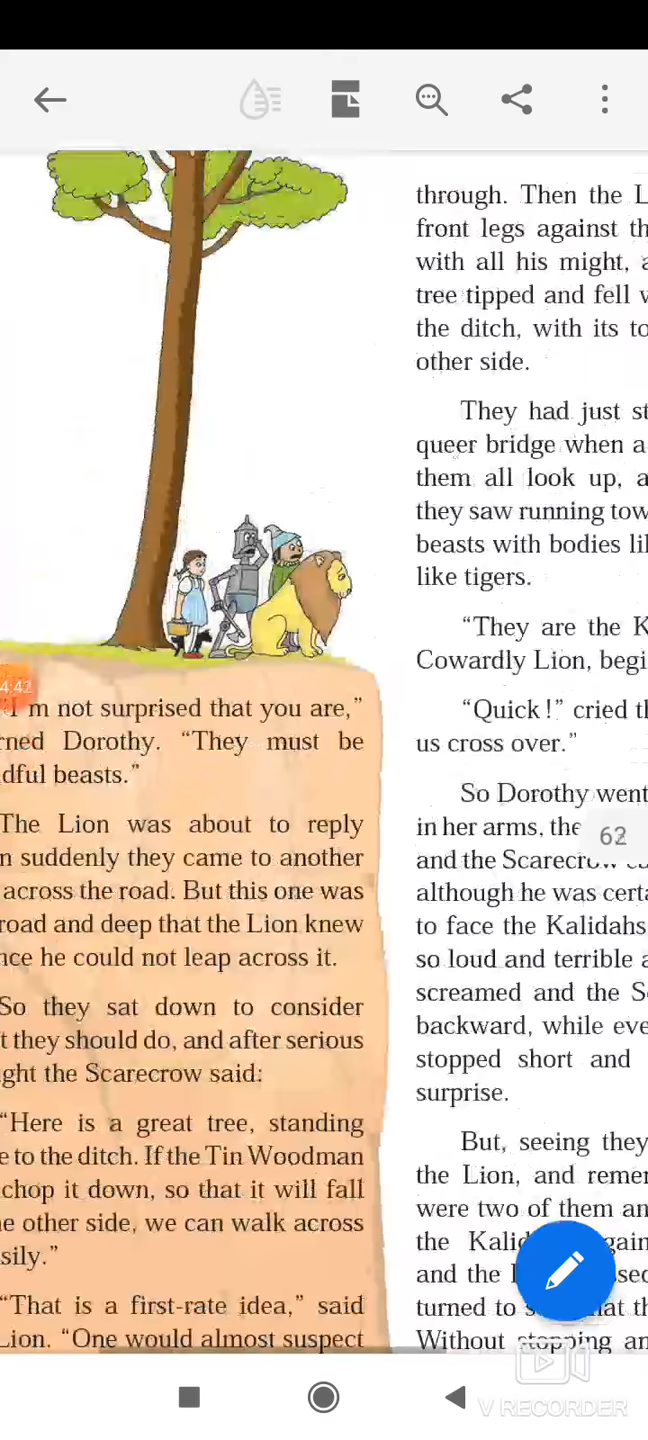 4:42
“I'm not surprised that you are,”
rned Dorothy. “They must be
dful beasts.”
The Lion was about to reply
n suddenly they came to another
across the road. But this one was
road and deep that the Lion knew
nce he could not leap across it.
So they sat down to consider
t they should do, and after serious
ght the Scarecrow said:
“Here is a great tree, standing
e to the ditch. If the Tin Woodman
chop it down, so that it will fall
he other side, we can walk across
sily.”
“That is a first-rate idea,” said
Lion. “One would almost suspect
through. Then the L
front legs against th
with all his might, a
tree tipped and fell
the ditch, with its to
other side.
They had just st
queer bridge when a
them all look up, a
they saw running tow
beasts with bodies li
like tigers.
“They are the K
Cowardly Lion, begi
“Quick!” cried th
us cross over.”
So Dorothy went
in her arms, the
62
and the Scarecrow
although he was certa
to face the Kalidahs
so loud and terrible a
screamed and the S
backward, while eve
stopped short and
surprise.
But, seeing they
the Lion, and reme
were two of them an
the Kalid gain
and the
turned to
Without stopping an
V RECORDER